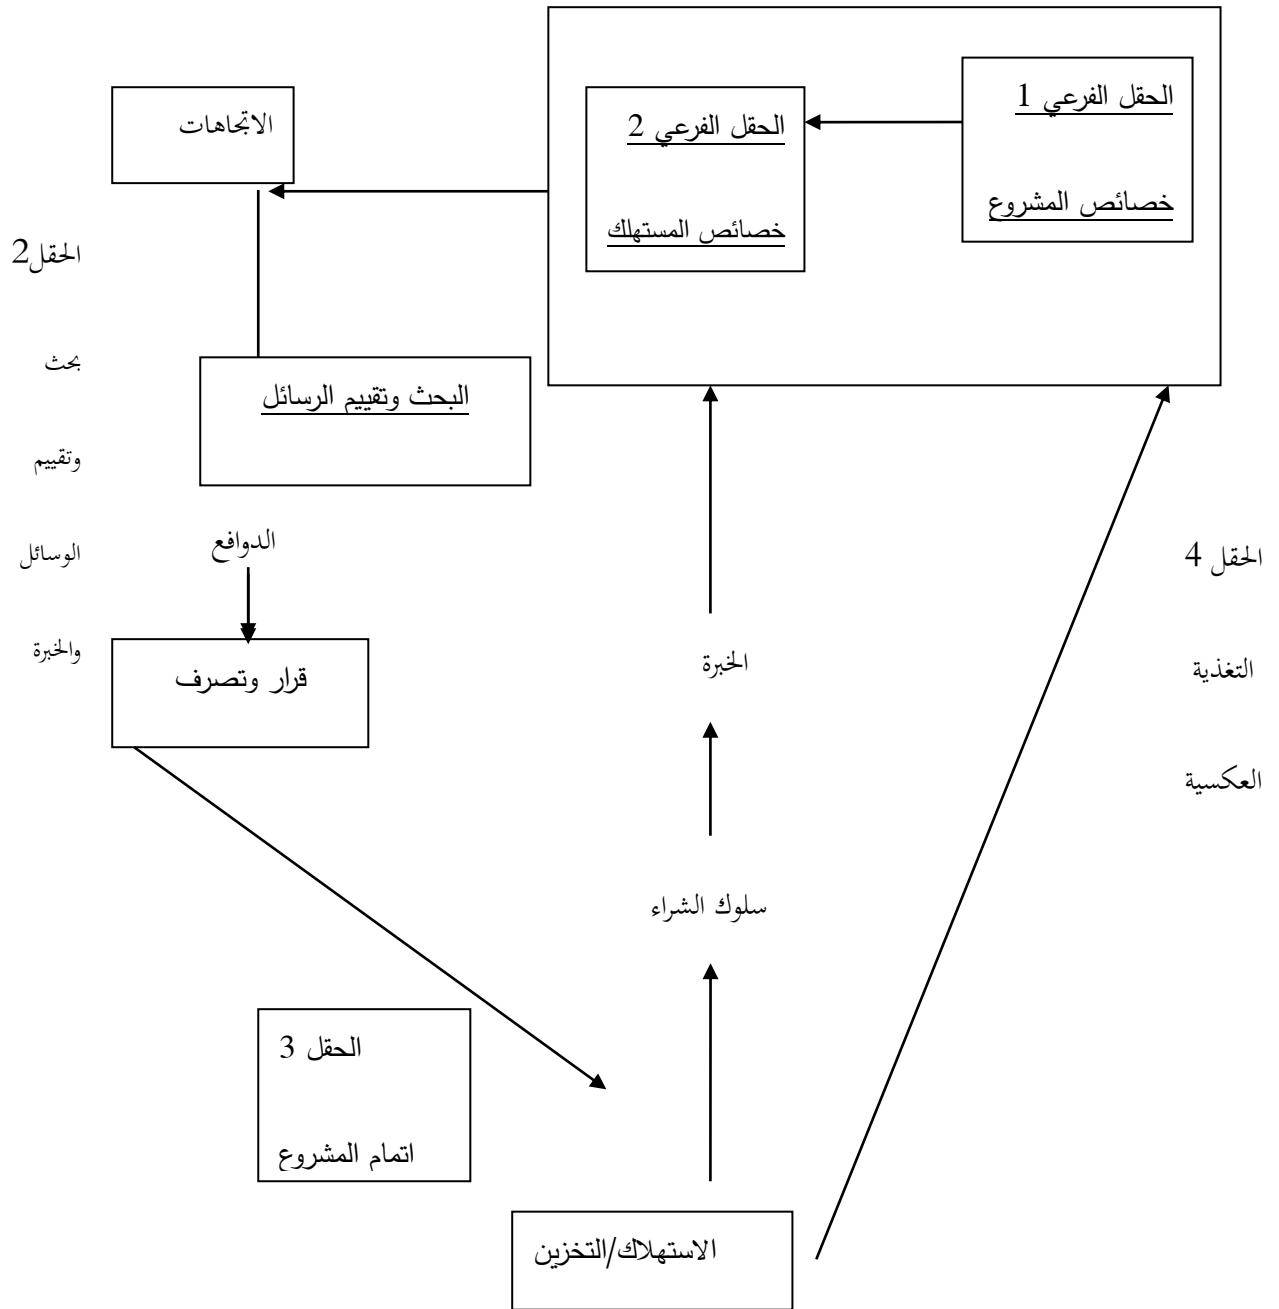 الحقل الفرعي 1
خصائص المشروع
الحقل الفرعي 2
خصائص المستهلك
الاتجاهات
الحقل2
بحث
وتقييم
الوسائل
والخبرة
البحث وتقييم الرسائل
الدوافع
قرار وتصرف
الحقل 4
التغذية
العكسية
الخبرة
سلوك الشراء
الحقل 3
اتمام المشروع
الاستهلاك/التخزين